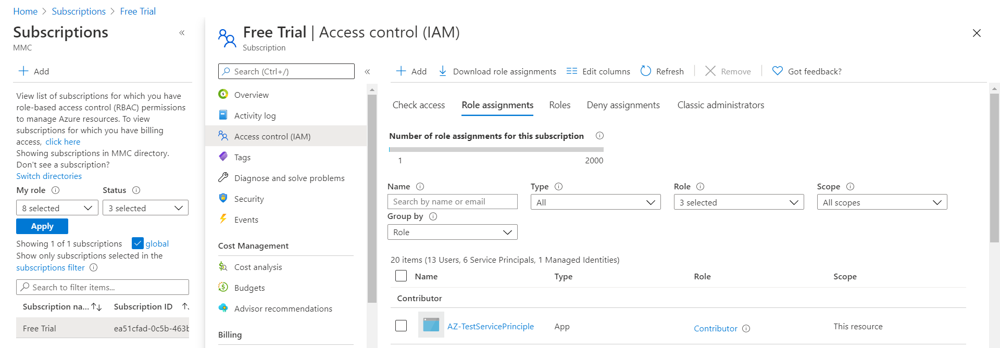 Home > Subscriptions > Free Trial
Subscriptions
MMC
«
Add
View list of subscriptions for which you have
role-based access control (RBAC) permissions
to manage Azure resources. To view
subscriptions for which you have billing
access, click here
Showing subscriptions in MMC directory.
Don't see a subscription?
Switch directories
My role
Status
8 selected
3 selected
Apply
Showing 1 of 1 subscriptions global
Show only subscriptions selected in the
subscriptions filter
Search to filter items...
Subscription na... Subscription ID
Free Trial ea51cfad-0c5b-463b
Free Trial | Access control (IAM)
Subscription
Search (Ctrl+/)
«
Overview
Activity log
Access control (IAM)
Tags
Diagnose and solve problems
Security
Events
Cost Management
Cost analysis
Budgets
Advisor recommendations
Billing
Add Download role assignments Edit columns Refresh Remove Got feedback?
Check access Role assignments Roles Deny assignments Classic administrators
Number of role assignments for this subscription
1 2000
Name
Search by name or email
Type
All
Role
3 selected
Scope
All scopes
Group by
Role
20 items (13 Users, 6 Service Principals, 1 Managed Identities)
Name Type Role Scope
Contributor
AZ-TestServicePrinciple App Contributor This resource